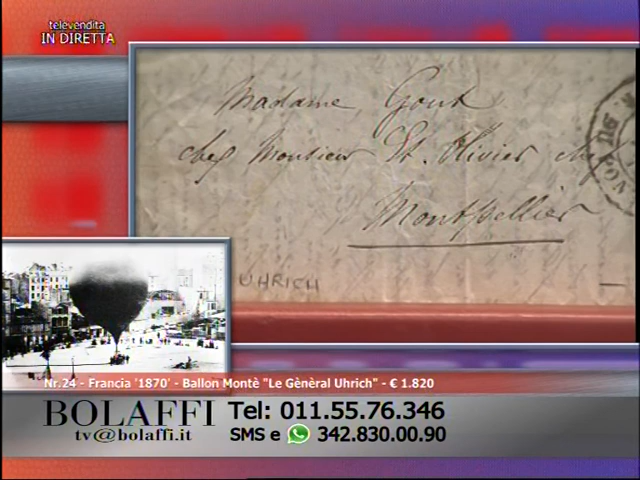 televendita
IN DIRETTA
Madame Goux
chez Monsieur St. Olivier
Montpellier
UHRICH
Nr.24 - Francia '1870' - Ballon Montè "Le Gènèral Uhrich" - € 1.820
BOLAFFI
tv@bolaffi.it
Tel: 011.55.76.346
SMS e 342.830.00.90